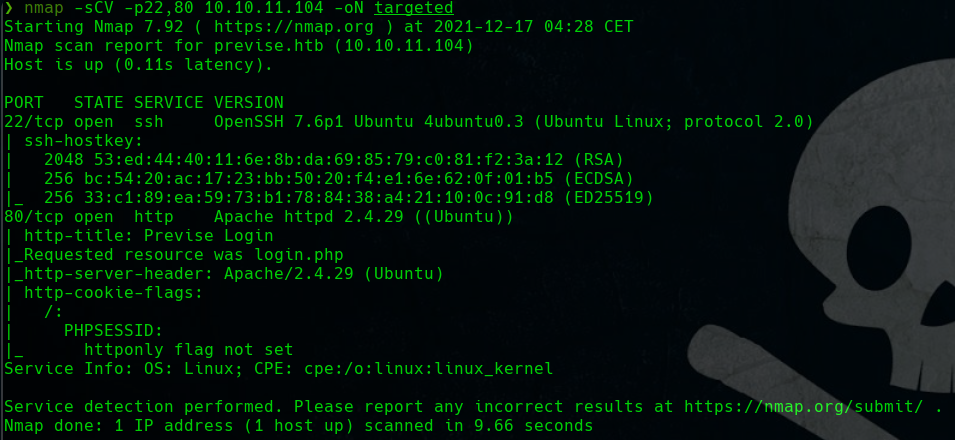 ❯ nmap -sCV -p22,80 10.10.11.104 -oN targeted
Starting Nmap 7.92 ( https://nmap.org ) at 2021-12-17 04:28 CET
Nmap scan report for previse.htb (10.10.11.104)
Host is up (0.11s latency).

PORT   STATE SERVICE VERSION
22/tcp open  ssh     OpenSSH 7.6p1 Ubuntu 4ubuntu0.3 (Ubuntu Linux; protocol 2.0)
| ssh-hostkey:
|   2048 53:ed:44:40:11:6e:8b:da:69:85:79:c0:81:f2:3a:12 (RSA)
|   256 bc:54:20:ac:17:23:bb:50:20:f4:e1:6e:62:0f:01:b5 (ECDSA)
|_  256 33:c1:89:ea:59:73:b1:78:84:38:a4:21:10:0c:91:d8 (ED25519)
80/tcp open  http    Apache httpd 2.4.29 ((Ubuntu))
| http-title: Previse Login
|_Requested resource was login.php
|_http-server-header: Apache/2.4.29 (Ubuntu)
| http-cookie-flags:
|   /:
|     PHPSESSID:
|_      httponly flag not set
Service Info: OS: Linux; CPE: cpe:/o:linux:linux_kernel

Service detection performed. Please report any incorrect results at https://nmap.org/submit/ .
Nmap done: 1 IP address (1 host up) scanned in 9.66 seconds